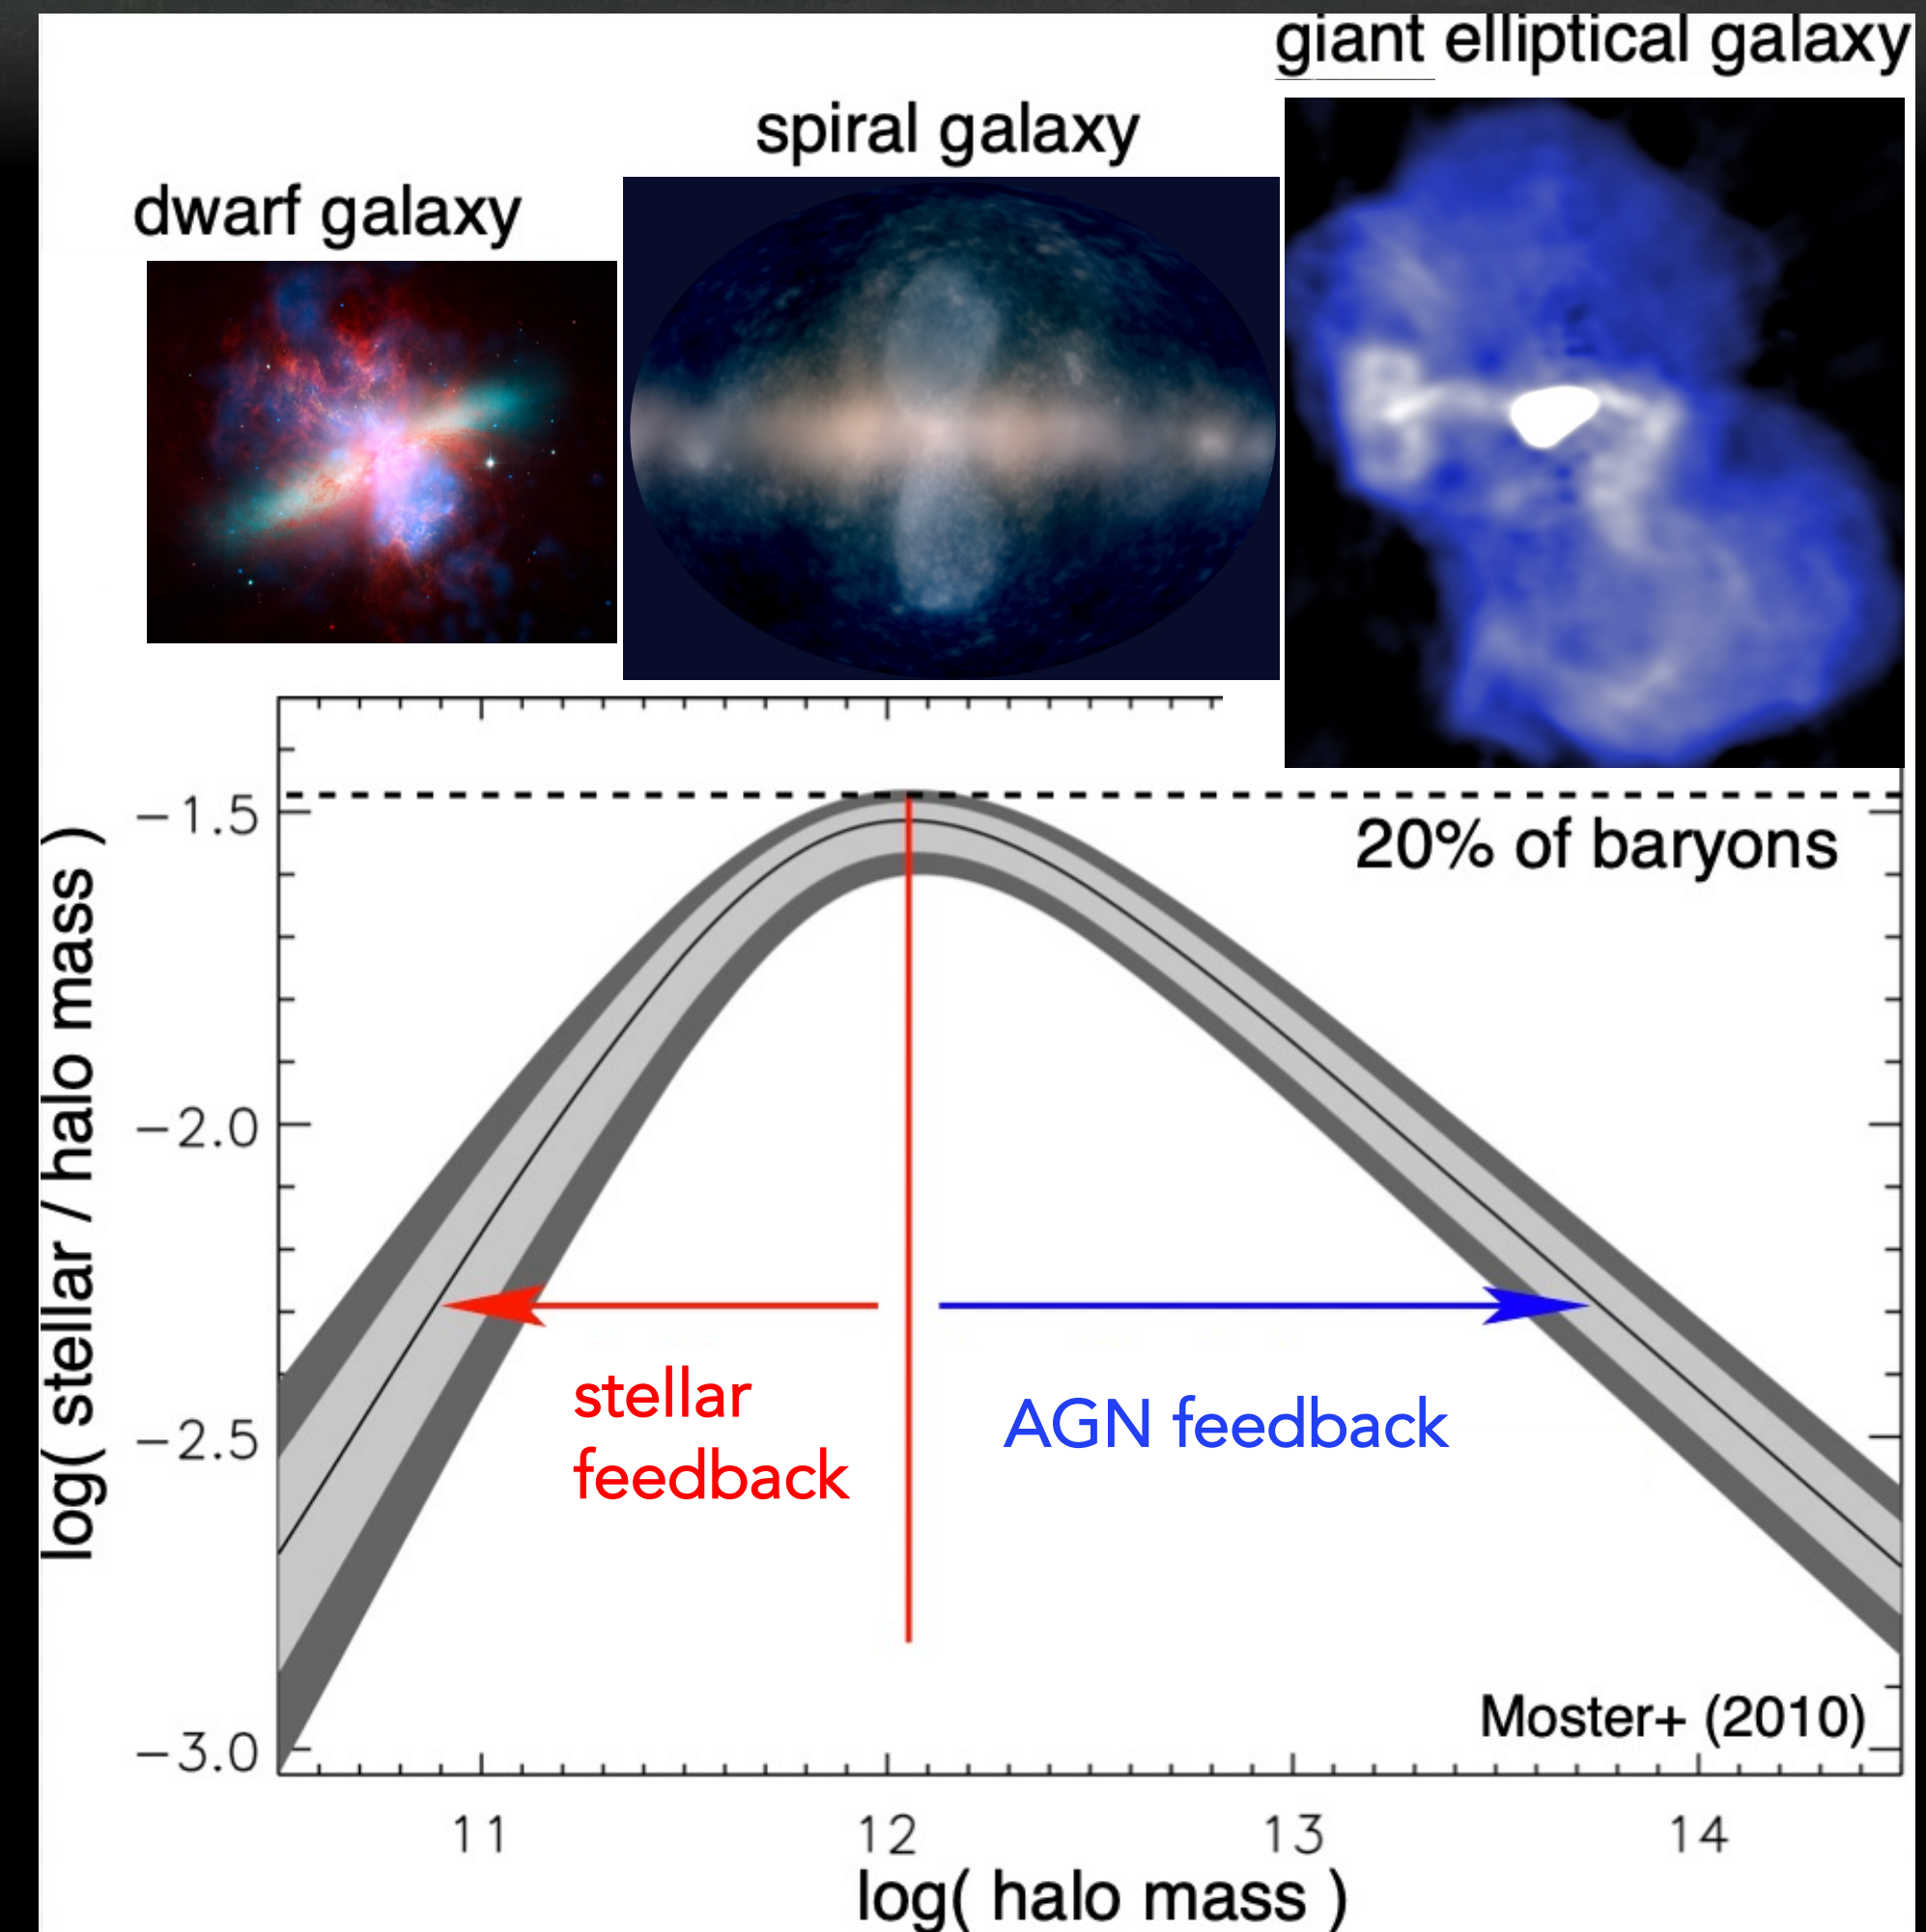 giant elliptical galaxy
spiral galaxy
dwarf galaxy
−1.5
20% of baryons
log( stellar / halo mass )
−2.0
stellar
feedback
AGN feedback
−2.5
Moster+ (2010)
−3.0
11 12 13 14
log( halo mass )